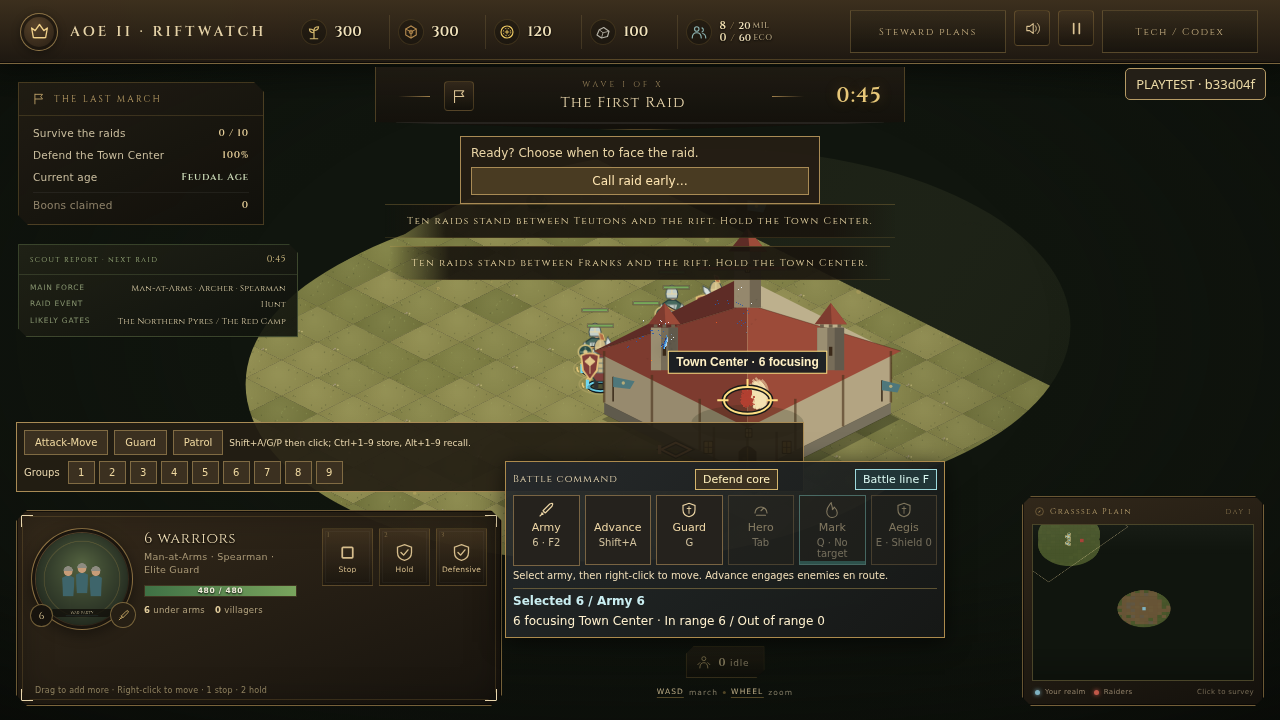 AOE II · RIFTWATCH
300
300
120
100
8 / 20 MIL
0 / 60 ECO
Steward plans
Tech / Codex
PLAYTEST · b33d04f
The Last March
Survive the raids 0 / 10
Defend the Town Center 100%
Current age Feudal Age
Boons claimed 0
Wave I of X
The First Raid
0:45
Ready? Choose when to face the raid.
Call raid early...
Ten raids stand between Teutons and the rift. Hold the Town Center.
Ten raids stand between Franks and the rift. Hold the Town Center.
Scout report · next raid 0:45
MAIN FORCE Man-at-Arms · Archer · Spearman
RAID EVENT Hunt
LIKELY GATES The Northern Pyres / The Red Camp
Town Center · 6 focusing
Attack-Move Guard Patrol Shift+A/G/P then click; Ctrl+1–9 store, Alt+1–9 recall.
Groups 1 2 3 4 5 6 7 8 9
Battle command Defend core Battle line F
Army
6 · F2
Advance
Shift+A
Guard
G
Hero
Tab
Mark
Q · No target
Aegis
E · Shield 0
Select army, then right-click to move. Advance engages enemies en route.
Selected 6 / Army 6
6 focusing Town Center · In range 6 / Out of range 0
6 warriors
Man-at-Arms · Spearman · Elite Guard
480 / 480
6 under arms 0 villagers
6
1 Stop
2 Hold
Defensive
Drag to add more · Right-click to move · 1 stop · 2 hold
0 idle
WASD march WHEEL zoom
Grasssea Plain DAY 1
Your realm Raiders Click to survey